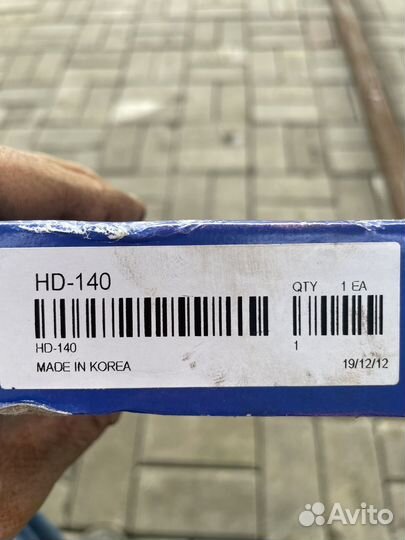 HD-140
QTY 1 EA
HD-140
1
MADE IN KOREA
19/12/12
Avito